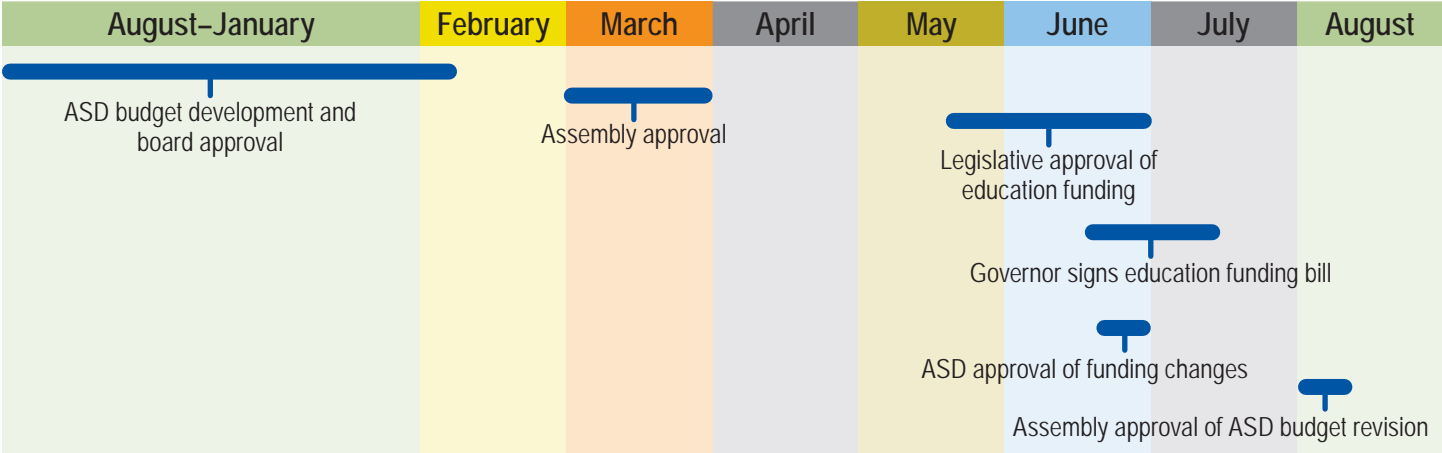 August–January February March April May June July August
ASD budget development and
board approval
Assembly approval
Legislative approval of
education funding
Governor signs education funding bill
ASD approval of funding changes
Assembly approval of ASD budget revision